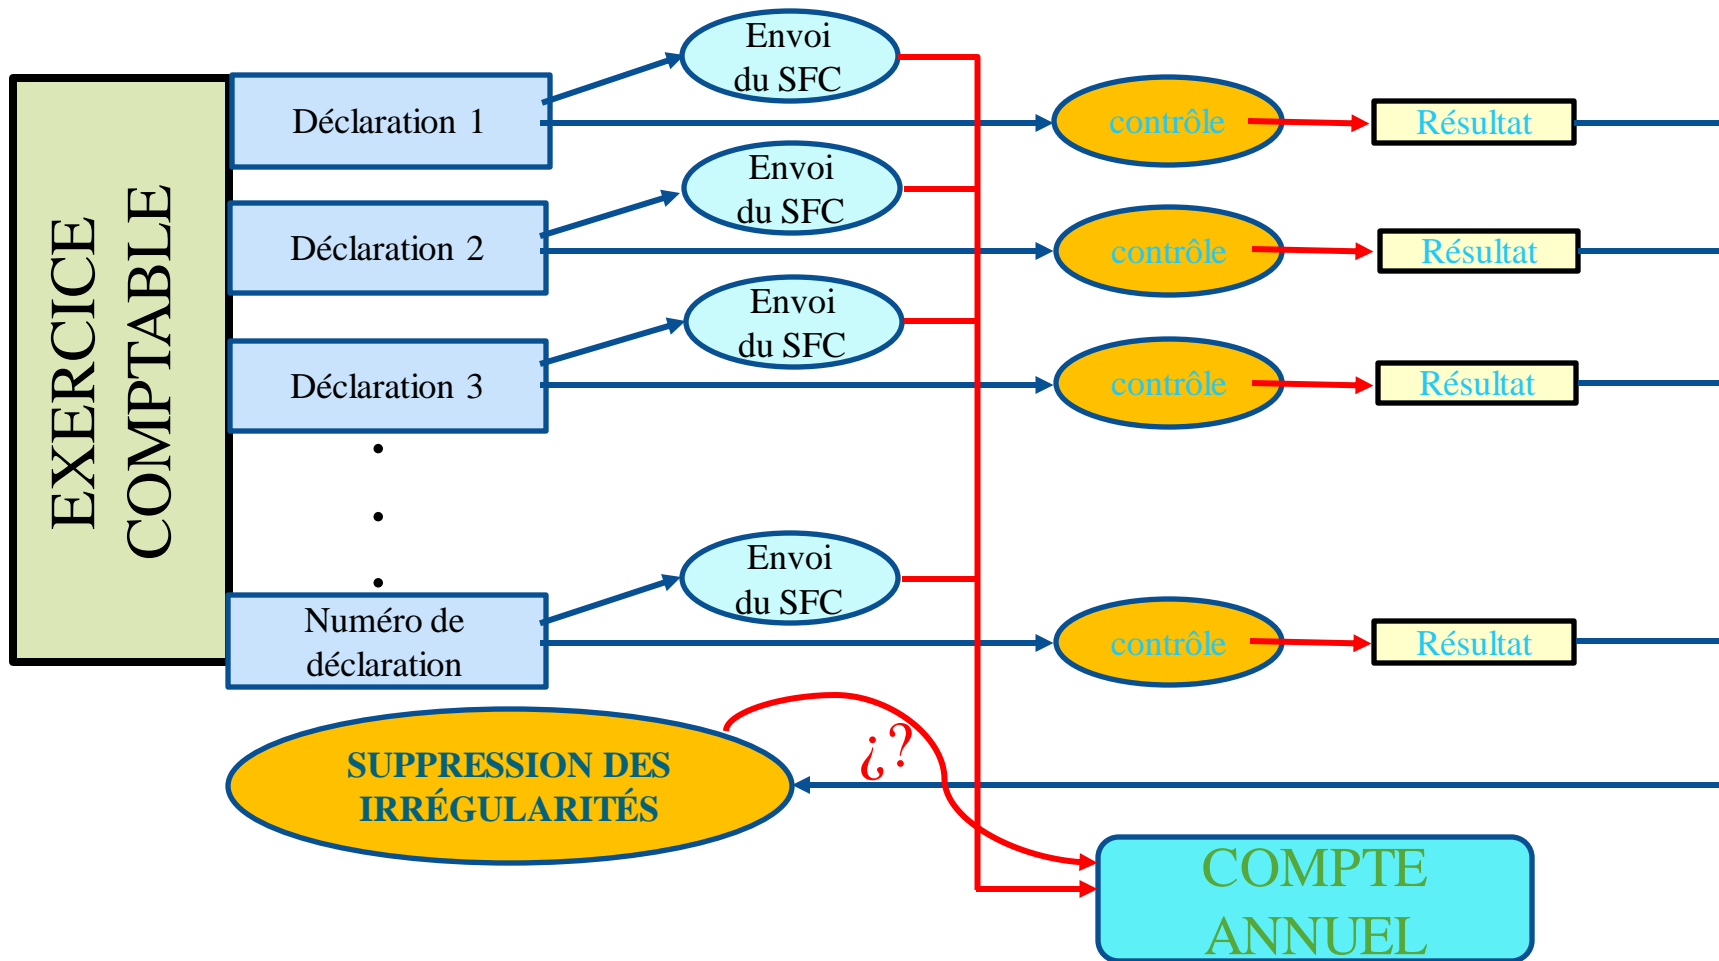 EXERCICE
COMPTABLE
Déclaration 1
Envoi
du SFC
contrôle
Résultat
Déclaration 2
Envoi
du SFC
contrôle
Résultat
Déclaration 3
Envoi
du SFC
contrôle
Résultat
.
.
.
Numéro de
déclaration
Envoi
du SFC
contrôle
Résultat
SUPPRESSION DES
IRRÉGULARITÉS
¿?
COMPTE
ANNUEL